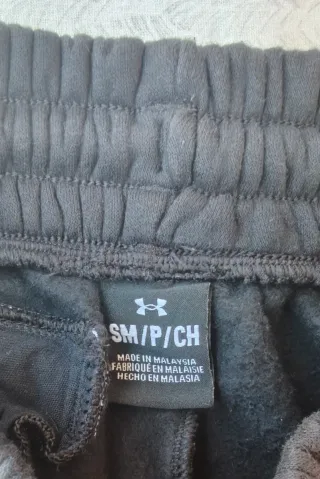 SM/P/CH
MADE IN MALAYSIA
FABRIQUÉ EN MALAISIE
HECHO EN MALASIA